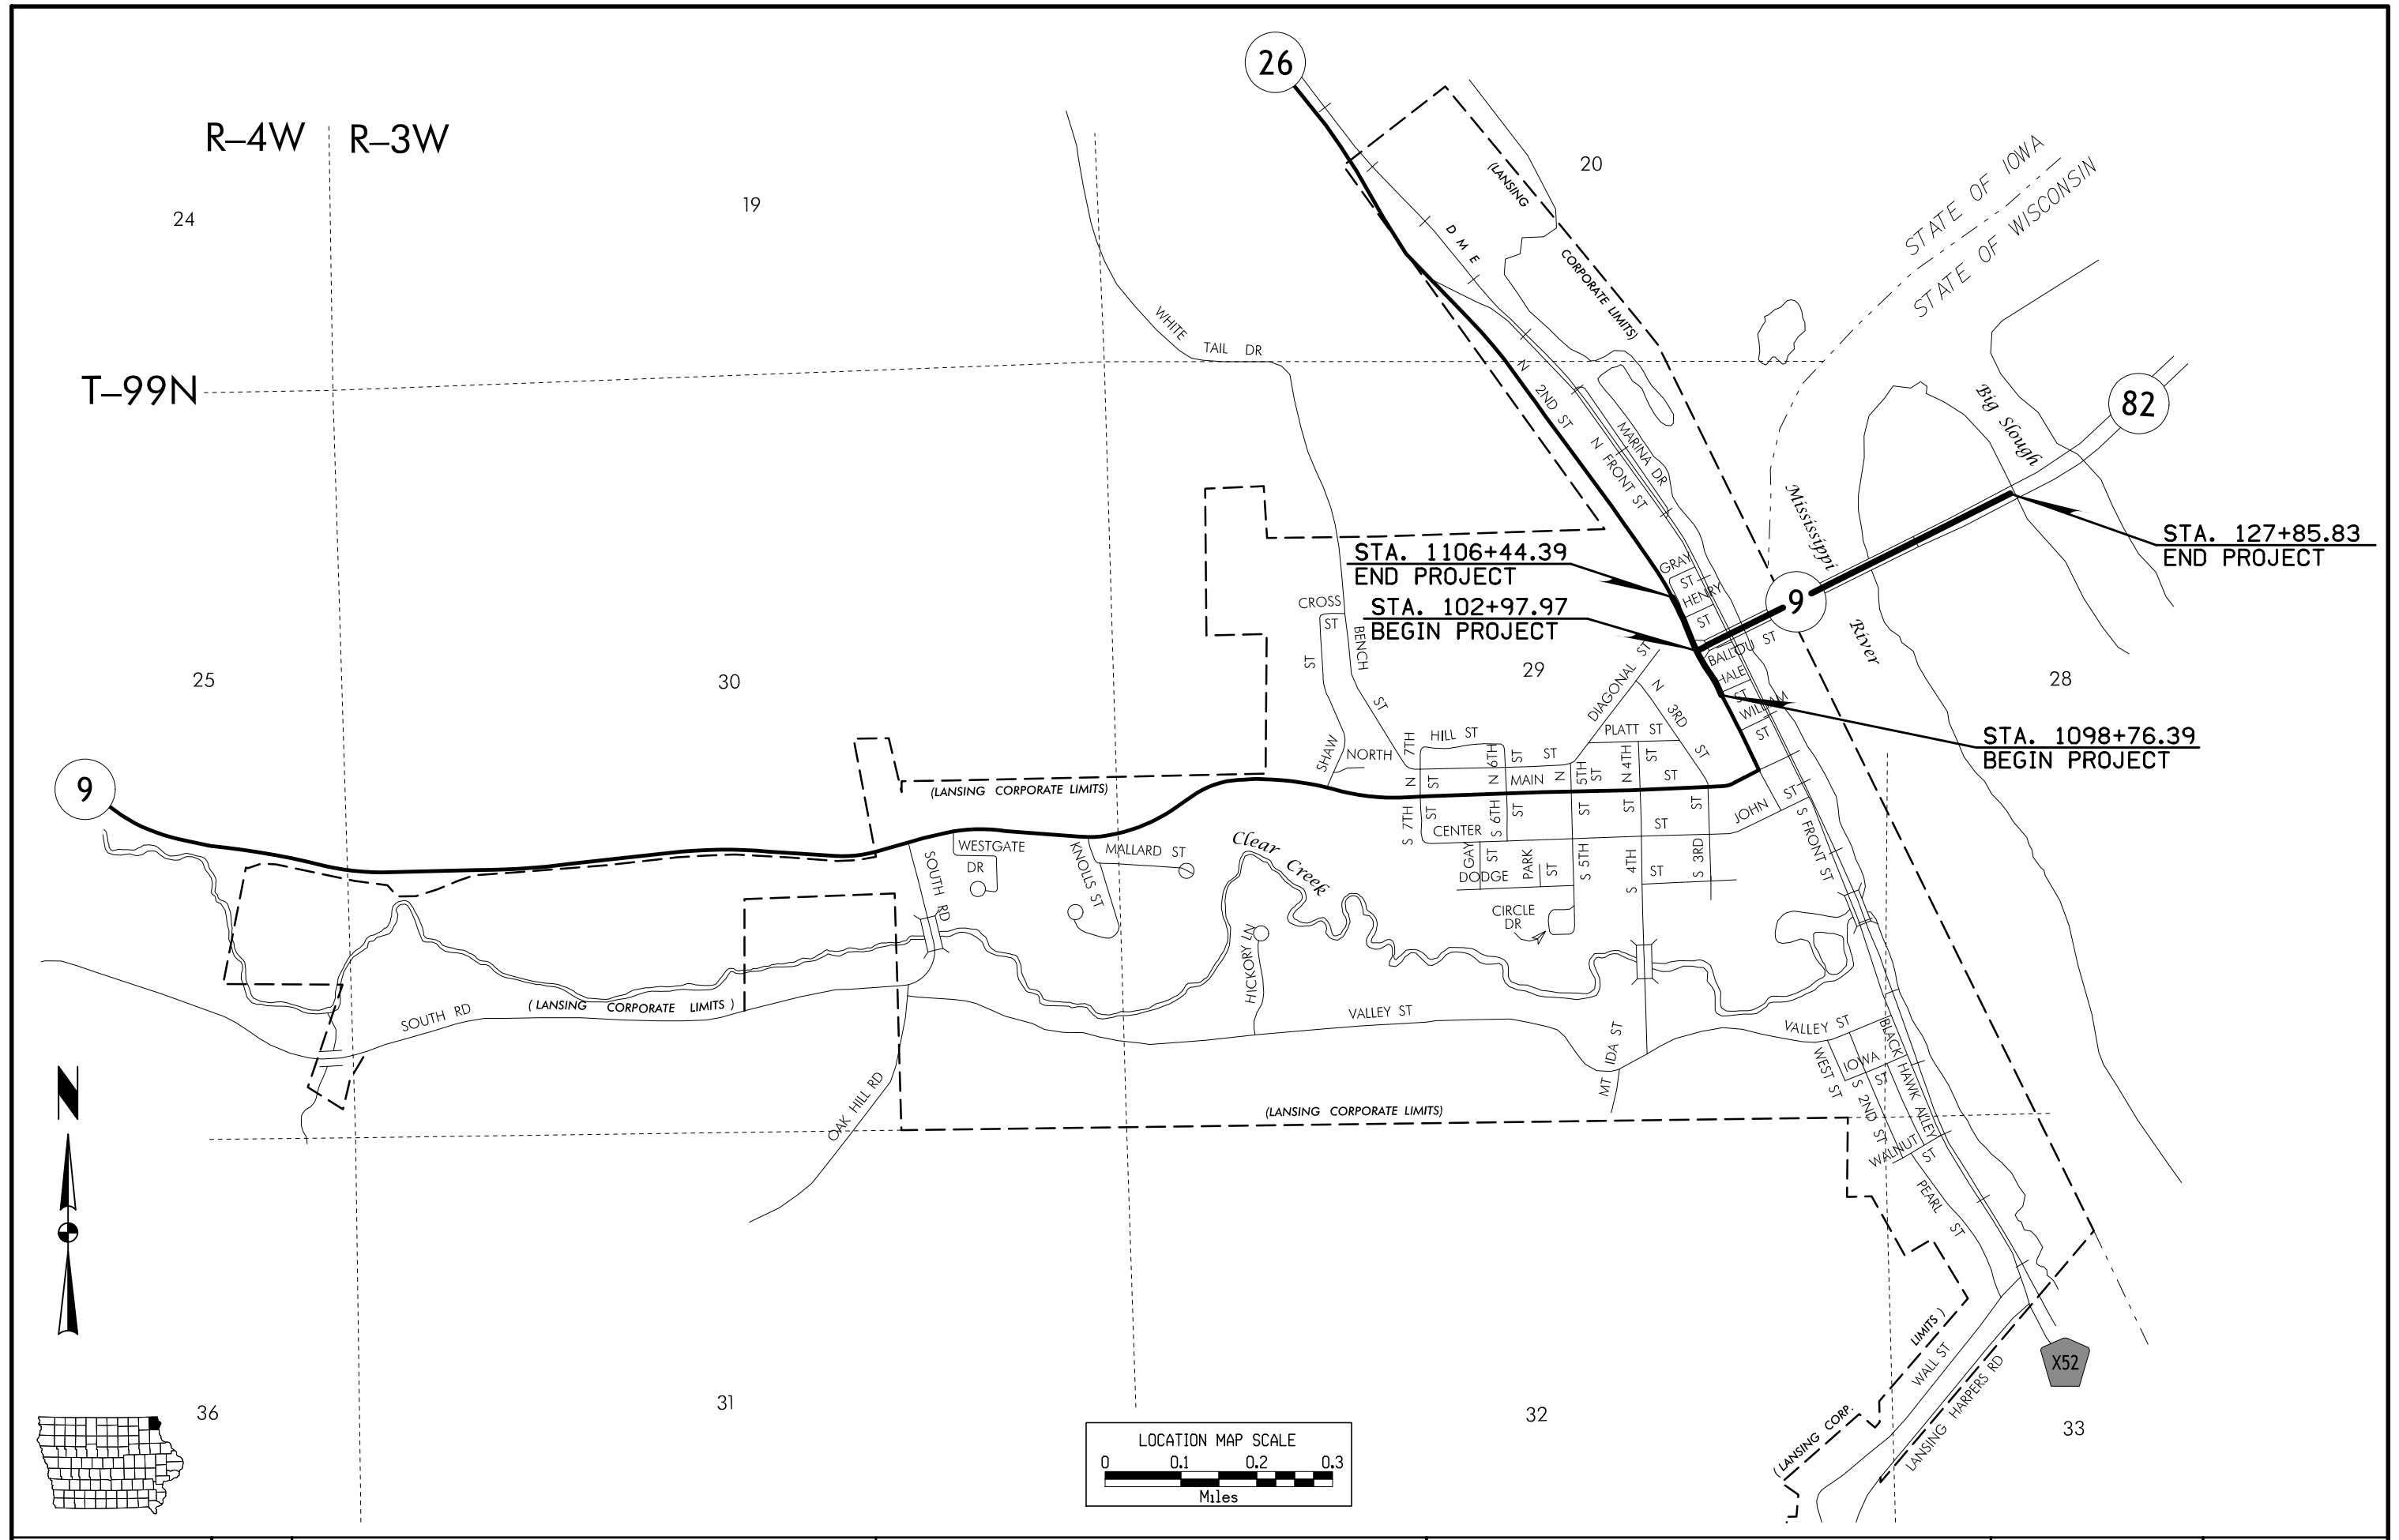 26
R–4W
R–3W
24
19
20
(LANSING
CORPORATE LIMITS)
STATE OF IOWA
STATE OF WISCONSIN
D M E
WHITE
TAIL DR
T–99N
82
Big Slough
N
2ND ST
N FRONT ST
MARINA DR
Mississippi
River
STA. 127+85.83
END PROJECT
STA. 1106+44.39
END PROJECT
STA. 102+97.97
BEGIN PROJECT
GRAY
ST
HENRY
ST
9
BALLOU ST
HALE
ST
WILLIAM
ST
STA. 1098+76.39
BEGIN PROJECT
CROSS
ST
ST
SHAW
BENCH
ST
25
30
29
28
DIAGONAL ST
N 3RD ST
PLATT ST
HILL ST
NORTH
N 7TH
ST
N 6TH
ST
ST
MAIN
N 5TH
ST
N 4TH
ST
ST
9
(LANSING CORPORATE LIMITS)
S 7TH
ST
CENTER
S 6TH
ST
ST
S 5TH
ST
S 4TH
ST
S 3RD
ST
JOHN
ST
S FRONT ST
WESTGATE
DR
SOUTH RD
KNOLLS ST
MALLARD ST
Clear Creek
GAY
ST
DODGE
PARK
ST
ST
CIRCLE
DR
HICKORY LN
SOUTH RD
( LANSING CORPORATE LIMITS )
VALLEY ST
MT IDA ST
VALLEY ST
WEST ST
IOWA
ST
S 2ND ST
BLACK HAWK ALLEY
WALNUT
ST
PEARL
ST
OAK HILL RD
(LANSING CORPORATE LIMITS)
N
36
31
32
33
( LANSING CORP.
LIMITS )
WALL ST
LANSING HARPERS RD
X52
LOCATION MAP SCALE
0 0.1 0.2 0.3
Miles